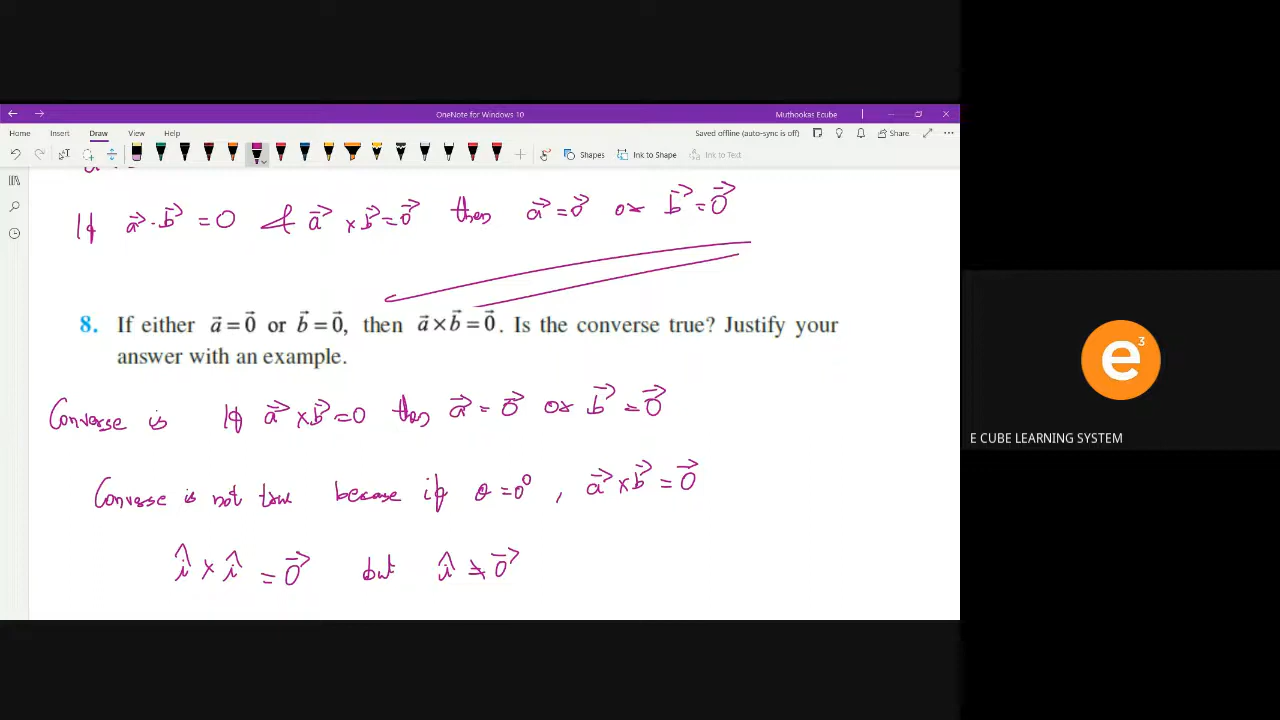 OneNote for Windows 10
Muthookas Ecube
Home Insert Draw View Help
Saved offline (auto-sync is off)
Share
Shapes
Ink to Shape
Ink to Text
If a⃗ · b⃗ = 0 & a⃗ × b⃗ = 0⃗ then a⃗ = 0⃗ or b⃗ = 0⃗
8. If either a⃗ = 0⃗ or b⃗ = 0⃗, then a⃗ × b⃗ = 0⃗. Is the converse true? Justify your
answer with an example.
Converse is If a⃗ × b⃗ = 0 then a⃗ = 0⃗ or b⃗ = 0⃗
Converse is not true because if θ = 0°, a⃗ × b⃗ = 0⃗
î × î = 0⃗ but î ≠ 0⃗
e³
E CUBE LEARNING SYSTEM